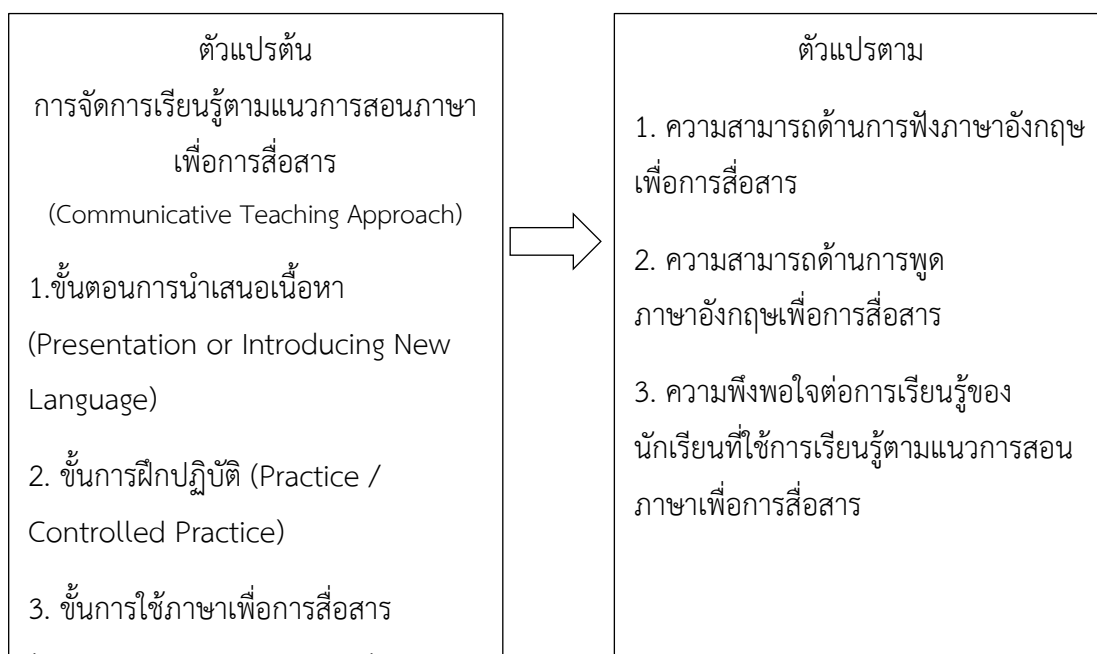 ตัวแปรต้น
การจัดการเรียนรู้ตามแนวการสอนภาษา
เพื่อการสื่อสาร
(Communicative Teaching Approach)
1.ขั้นตอนการนำเสนอเนื้อหา
(Presentation or Introducing New
Language)
2. ขั้นการฝึกปฏิบัติ (Practice /
Controlled Practice)
3. ขั้นการใช้ภาษาเพื่อการสื่อสาร
ตัวแปรตาม
1. ความสามารถด้านการฟังภาษาอังกฤษ
เพื่อการสื่อสาร
2. ความสามารถด้านการพูด
ภาษาอังกฤษเพื่อการสื่อสาร
3. ความพึงพอใจต่อการเรียนรู้ของ
นักเรียนที่ใช้การเรียนรู้ตามแนวการสอน
ภาษาเพื่อการสื่อสาร